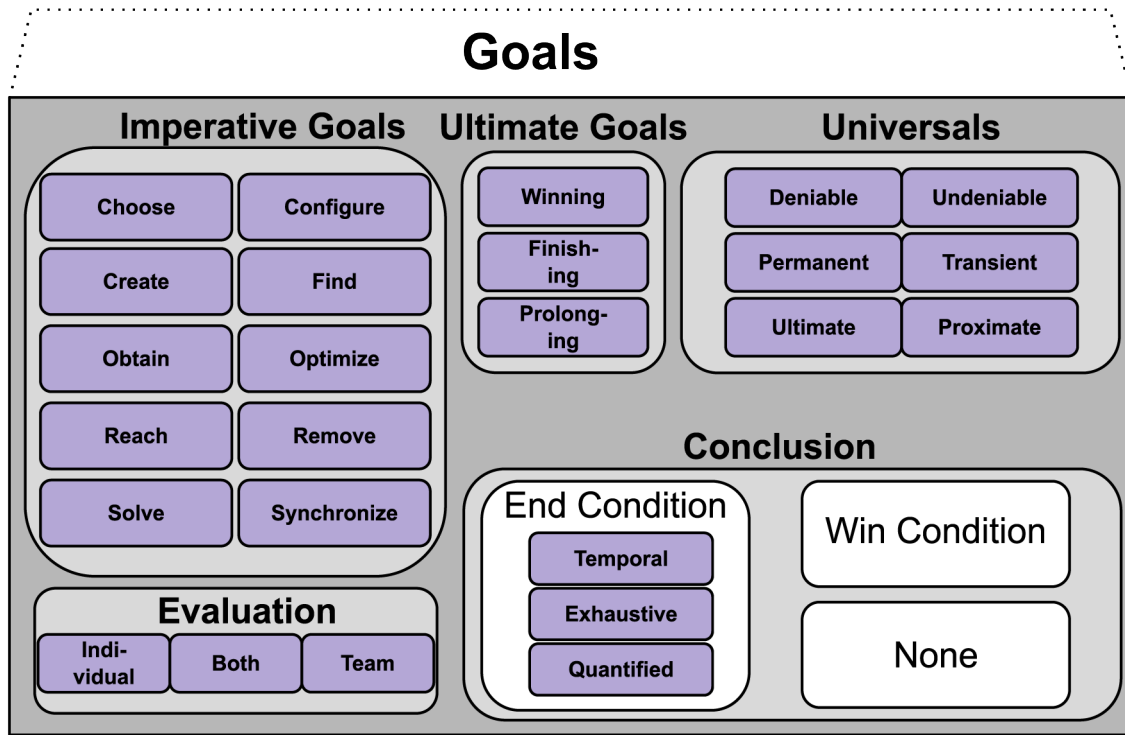 Goals
Imperative Goals
Choose
Configure
Create
Find
Obtain
Optimize
Reach
Remove
Solve
Synchronize
Evaluation
Indi-
vidual
Both
Team
Ultimate Goals
Winning
Finish-
ing
Prolong-
ing
Universals
Deniable
Undeniable
Permanent
Transient
Ultimate
Proximate
Conclusion
End Condition
Temporal
Exhaustive
Quantified
Win Condition
None